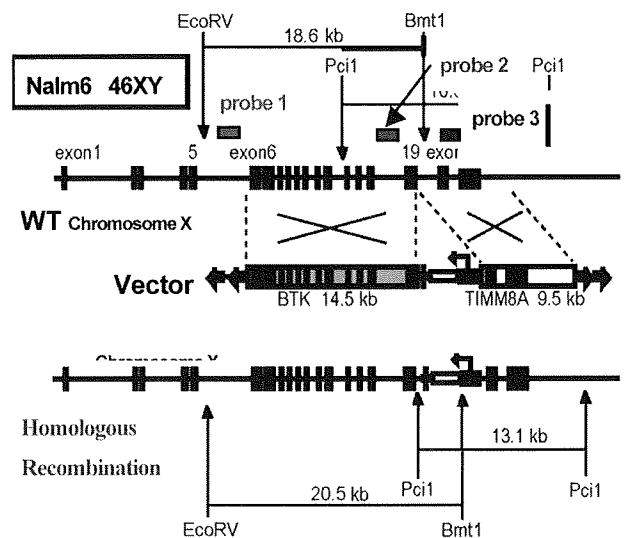 EcoRV
Bmt1
18.6 kb
Nalm6 46XY
Pci1
probe 2
Pci1
probe 1
probe 3
exon1
5
exon6
19
WT Chromosome X
Vector
BTK 14.5 kb
TIMM8A 9.5 kb
Homologous
Recombination
13.1 kb
Pci1
Pci1
20.5 kb
EcoRV
Bmt1